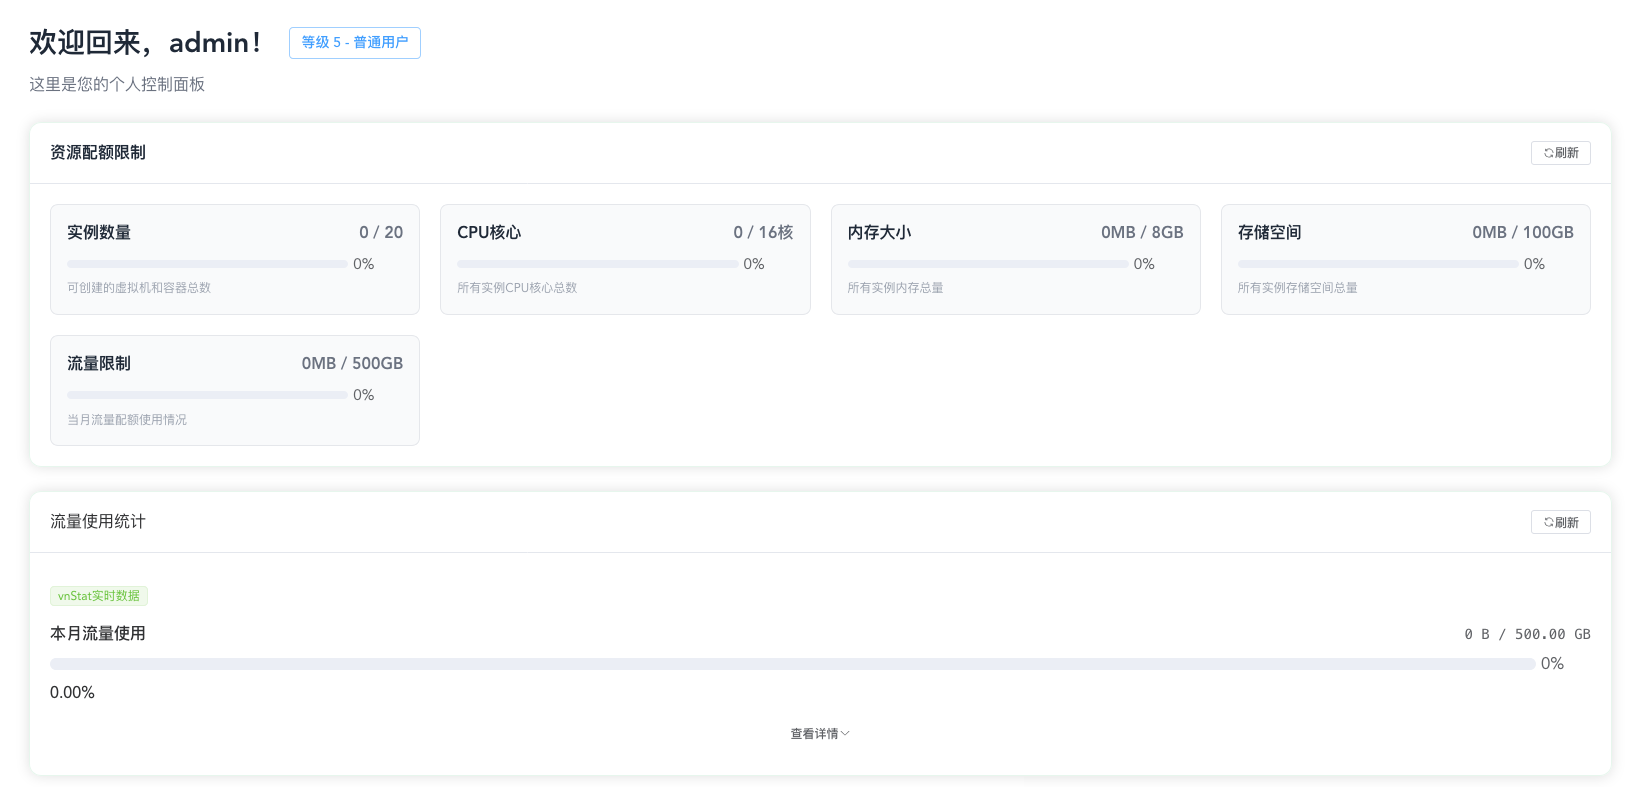 欢迎回来，admin！
等级 5 - 普通用户
这里是您的个人控制面板
资源配额限制
刷新
实例数量
0 / 20
0%
可创建的虚拟机和容器总数
CPU核心
0 / 16核
0%
所有实例CPU核心总数
内存大小
0MB / 8GB
0%
所有实例内存总量
存储空间
0MB / 100GB
0%
所有实例存储空间总量
流量限制
0MB / 500GB
0%
当月流量配额使用情况
流量使用统计
刷新
vnStat实时数据
本月流量使用
0 B / 500.00 GB
0%
0.00%
查看详情